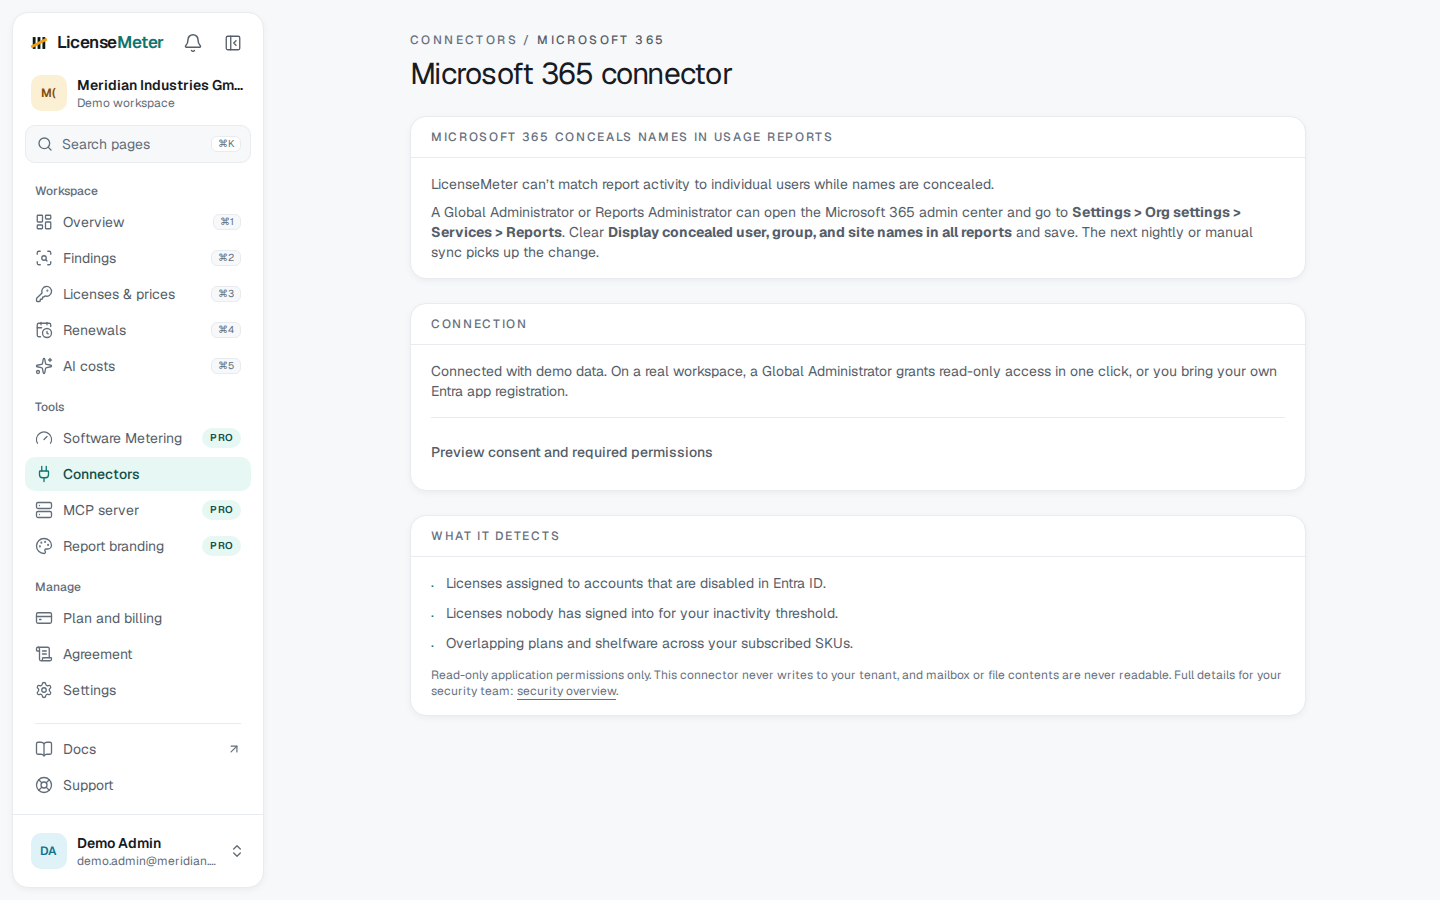 LicenseMeter
M(
Meridian Industries Gm...
Demo workspace
Search pages
⌘K
Workspace
Overview
⌘1
Findings
⌘2
Licenses & prices
⌘3
Renewals
⌘4
AI costs
⌘5
Tools
Software Metering
PRO
Connectors
MCP server
PRO
Report branding
PRO
Manage
Plan and billing
Agreement
Settings
Docs
Support
DA
Demo Admin
demo.admin@meridian....
CONNECTORS / MICROSOFT 365
Microsoft 365 connector
MICROSOFT 365 CONCEALS NAMES IN USAGE REPORTS
LicenseMeter can’t match report activity to individual users while names are concealed.
A Global Administrator or Reports Administrator can open the Microsoft 365 admin center and go to Settings > Org settings >
Services > Reports. Clear Display concealed user, group, and site names in all reports and save. The next nightly or manual
sync picks up the change.
CONNECTION
Connected with demo data. On a real workspace, a Global Administrator grants read-only access in one click, or you bring your own
Entra app registration.
Preview consent and required permissions
WHAT IT DETECTS
· Licenses assigned to accounts that are disabled in Entra ID.
· Licenses nobody has signed into for your inactivity threshold.
· Overlapping plans and shelfware across your subscribed SKUs.
Read-only application permissions only. This connector never writes to your tenant, and mailbox or file contents are never readable. Full details for your
security team: security overview.